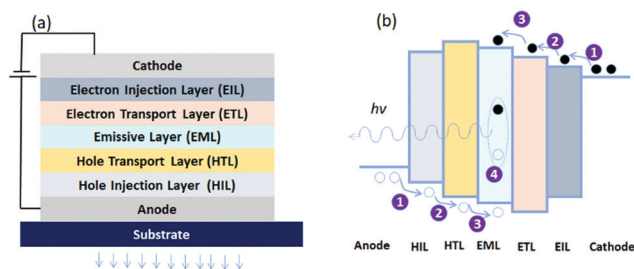 (a)
Cathode
Electron Injection Layer (EIL)
Electron Transport Layer (ETL)
Emissive Layer (EML)
Hole Transport Layer (HTL)
Hole Injection Layer (HIL)
Anode
Substrate
(b)
3
2
1
hv
4
1
2
3
Anode HIL HTL EML ETL EIL Cathode